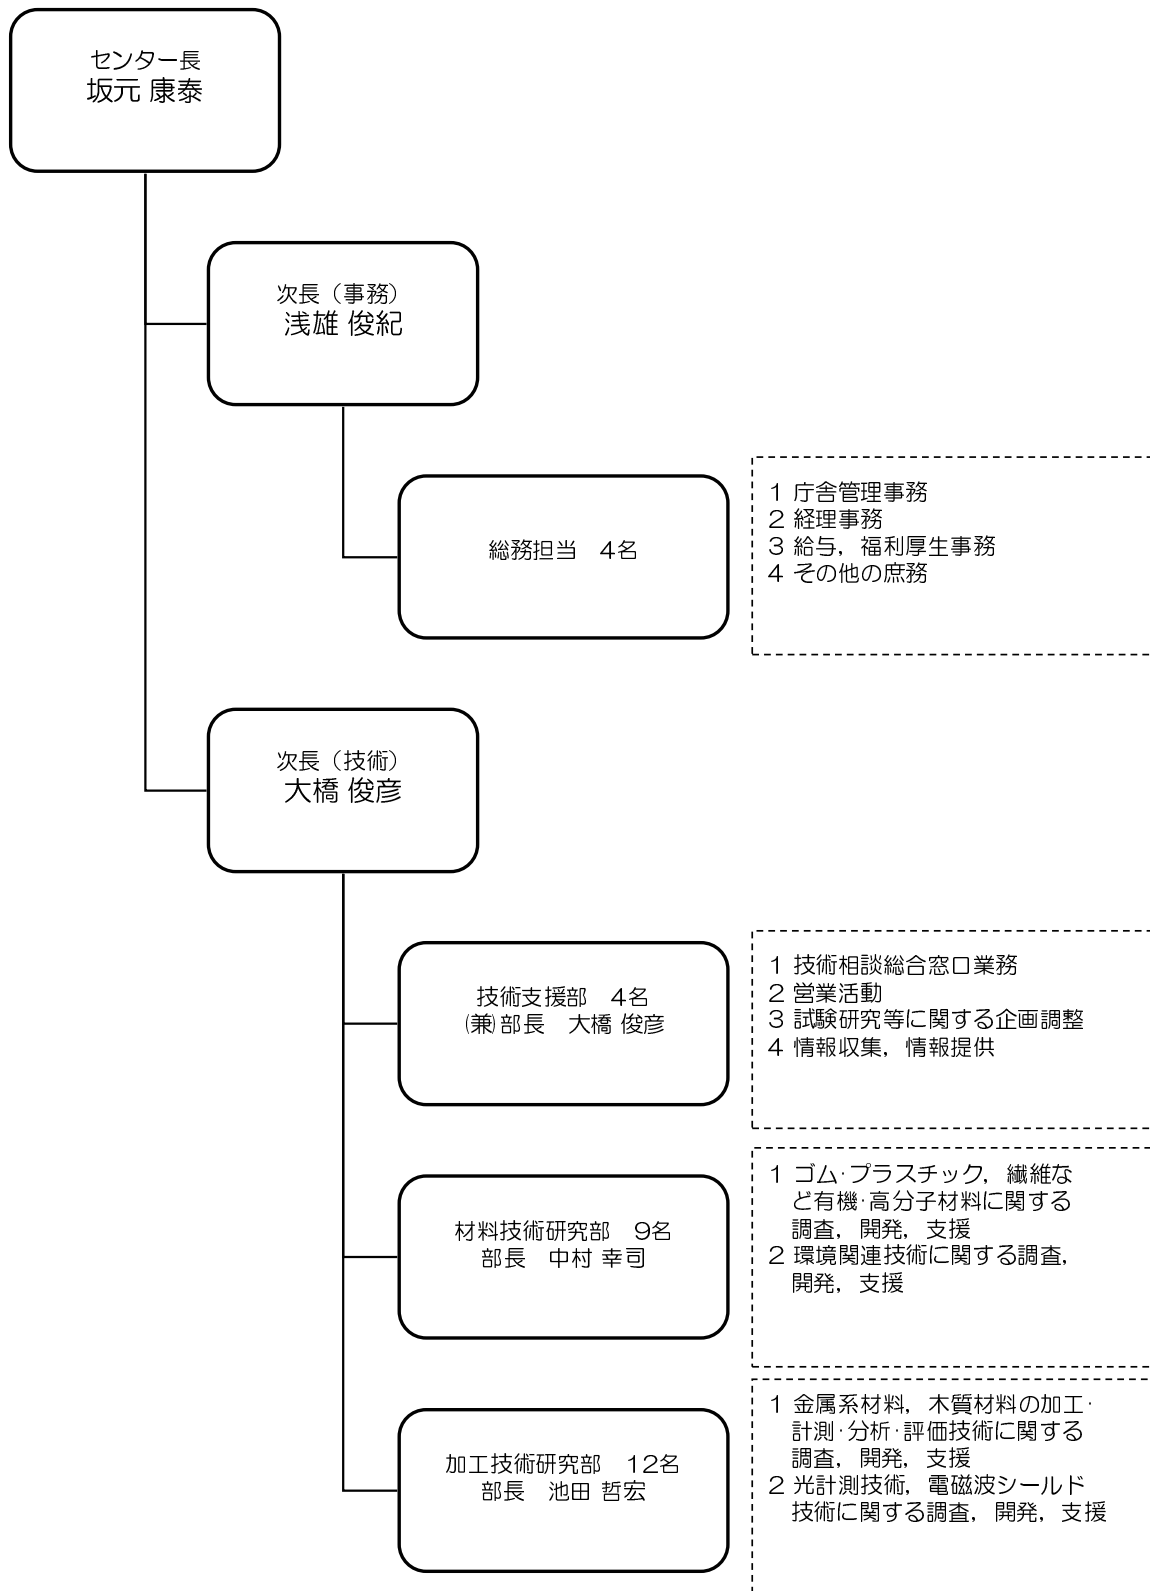 センター長
坂元 康泰
次長（事務）
浅雄 俊紀
総務担当　4名
1 庁舎管理事務
2 経理事務
3 給与，福利厚生事務
4 その他の庶務
次長（技術）
大橋 俊彦
技術支援部　4名
㈱部長　大橋 俊彦
1 技術相談総合窓口業務
2 営業活動
3 試験研究等に関する企画調整
4 情報収集，情報提供
材料技術研究部　9名
部長　中村 幸司
1 ゴム･プラスチック，繊維な
ど有機･高分子材料に関する
調査，開発，支援
2 環境関連技術に関する調査，
開発，支援
加工技術研究部　12名
部長　池田 哲宏
1 金属系材料，木質材料の加工･
計測･分析･評価技術に関する
調査，開発，支援
2 光計測技術，電磁波シールド
技術に関する調査，開発，支援